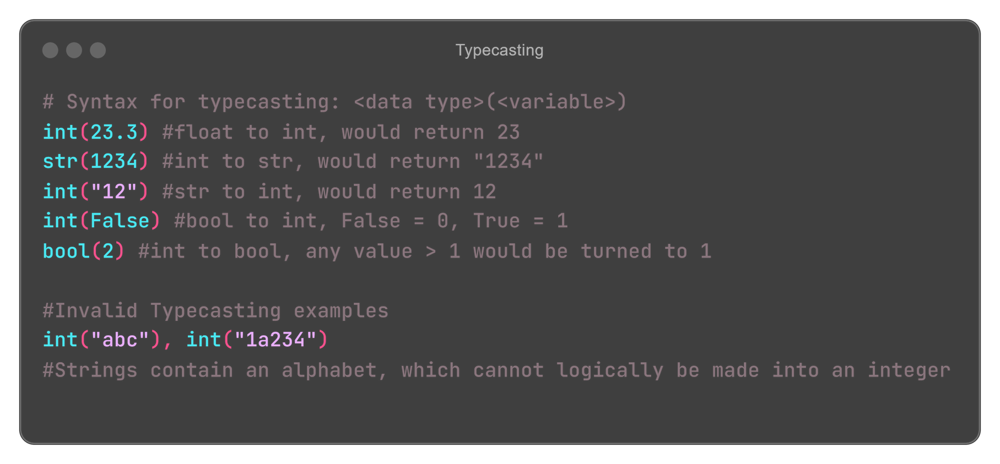 Typecasting
# Syntax for typecasting: <data type>(<variable>)
int(23.3) #float to int, would return 23
str(1234) #int to str, would return "1234"
int("12") #str to int, would return 12
int(False) #bool to int, False = 0, True = 1
bool(2) #int to bool, any value > 1 would be turned to 1
#Invalid Typecasting examples
int("abc"), int("1a234")
#Strings contain an alphabet, which cannot logically be made into an integer